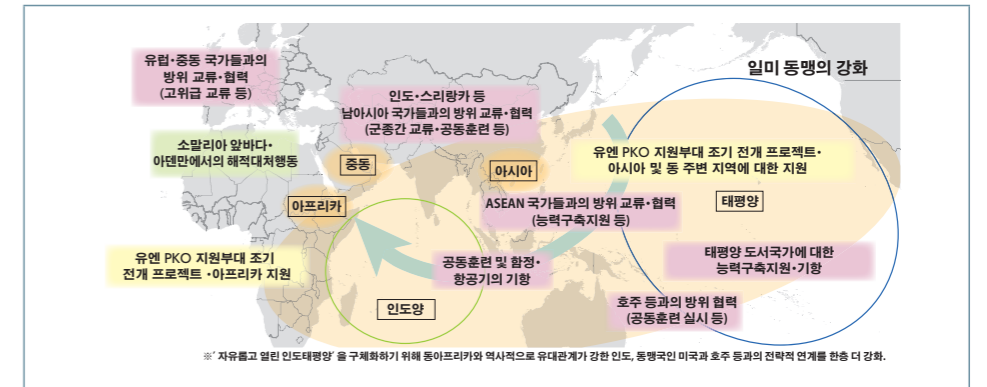 유럽·중동 국가들과의
방위 교류·협력
(고위급 교류 등)
일미 동맹의 강화
인도·스리랑카 등
남아시아 국가들과의 방위 교류·협력
(군종간 교류·공동훈련 등)
소말리아 앞바다·
아덴만에서의 해적대처행동
중동
아시아
유엔 PKO 지원부대 조기 전개 프로젝트·
아시아 및 동 주변 지역에 대한 지원
아프리카
ASEAN 국가들과의 방위 교류·협력
(능력구축지원 등)
태평양
유엔 PKO 지원부대 조기
전개 프로젝트 ·아프리카 지원
공동훈련 및 함정·
항공기의 기항
태평양 도서국가에 대한
능력구축지원·기항
인도양
호주 등과의 방위 협력
(공동훈련 실시 등)
※‘ 자유롭고 열린 인도태평양’ 을 구체화하기 위해 동아프리카와 역사적으로 유대관계가 강한 인도, 동맹국인 미국과 호주 등과의 전략적 연계를 한층 더 강화.